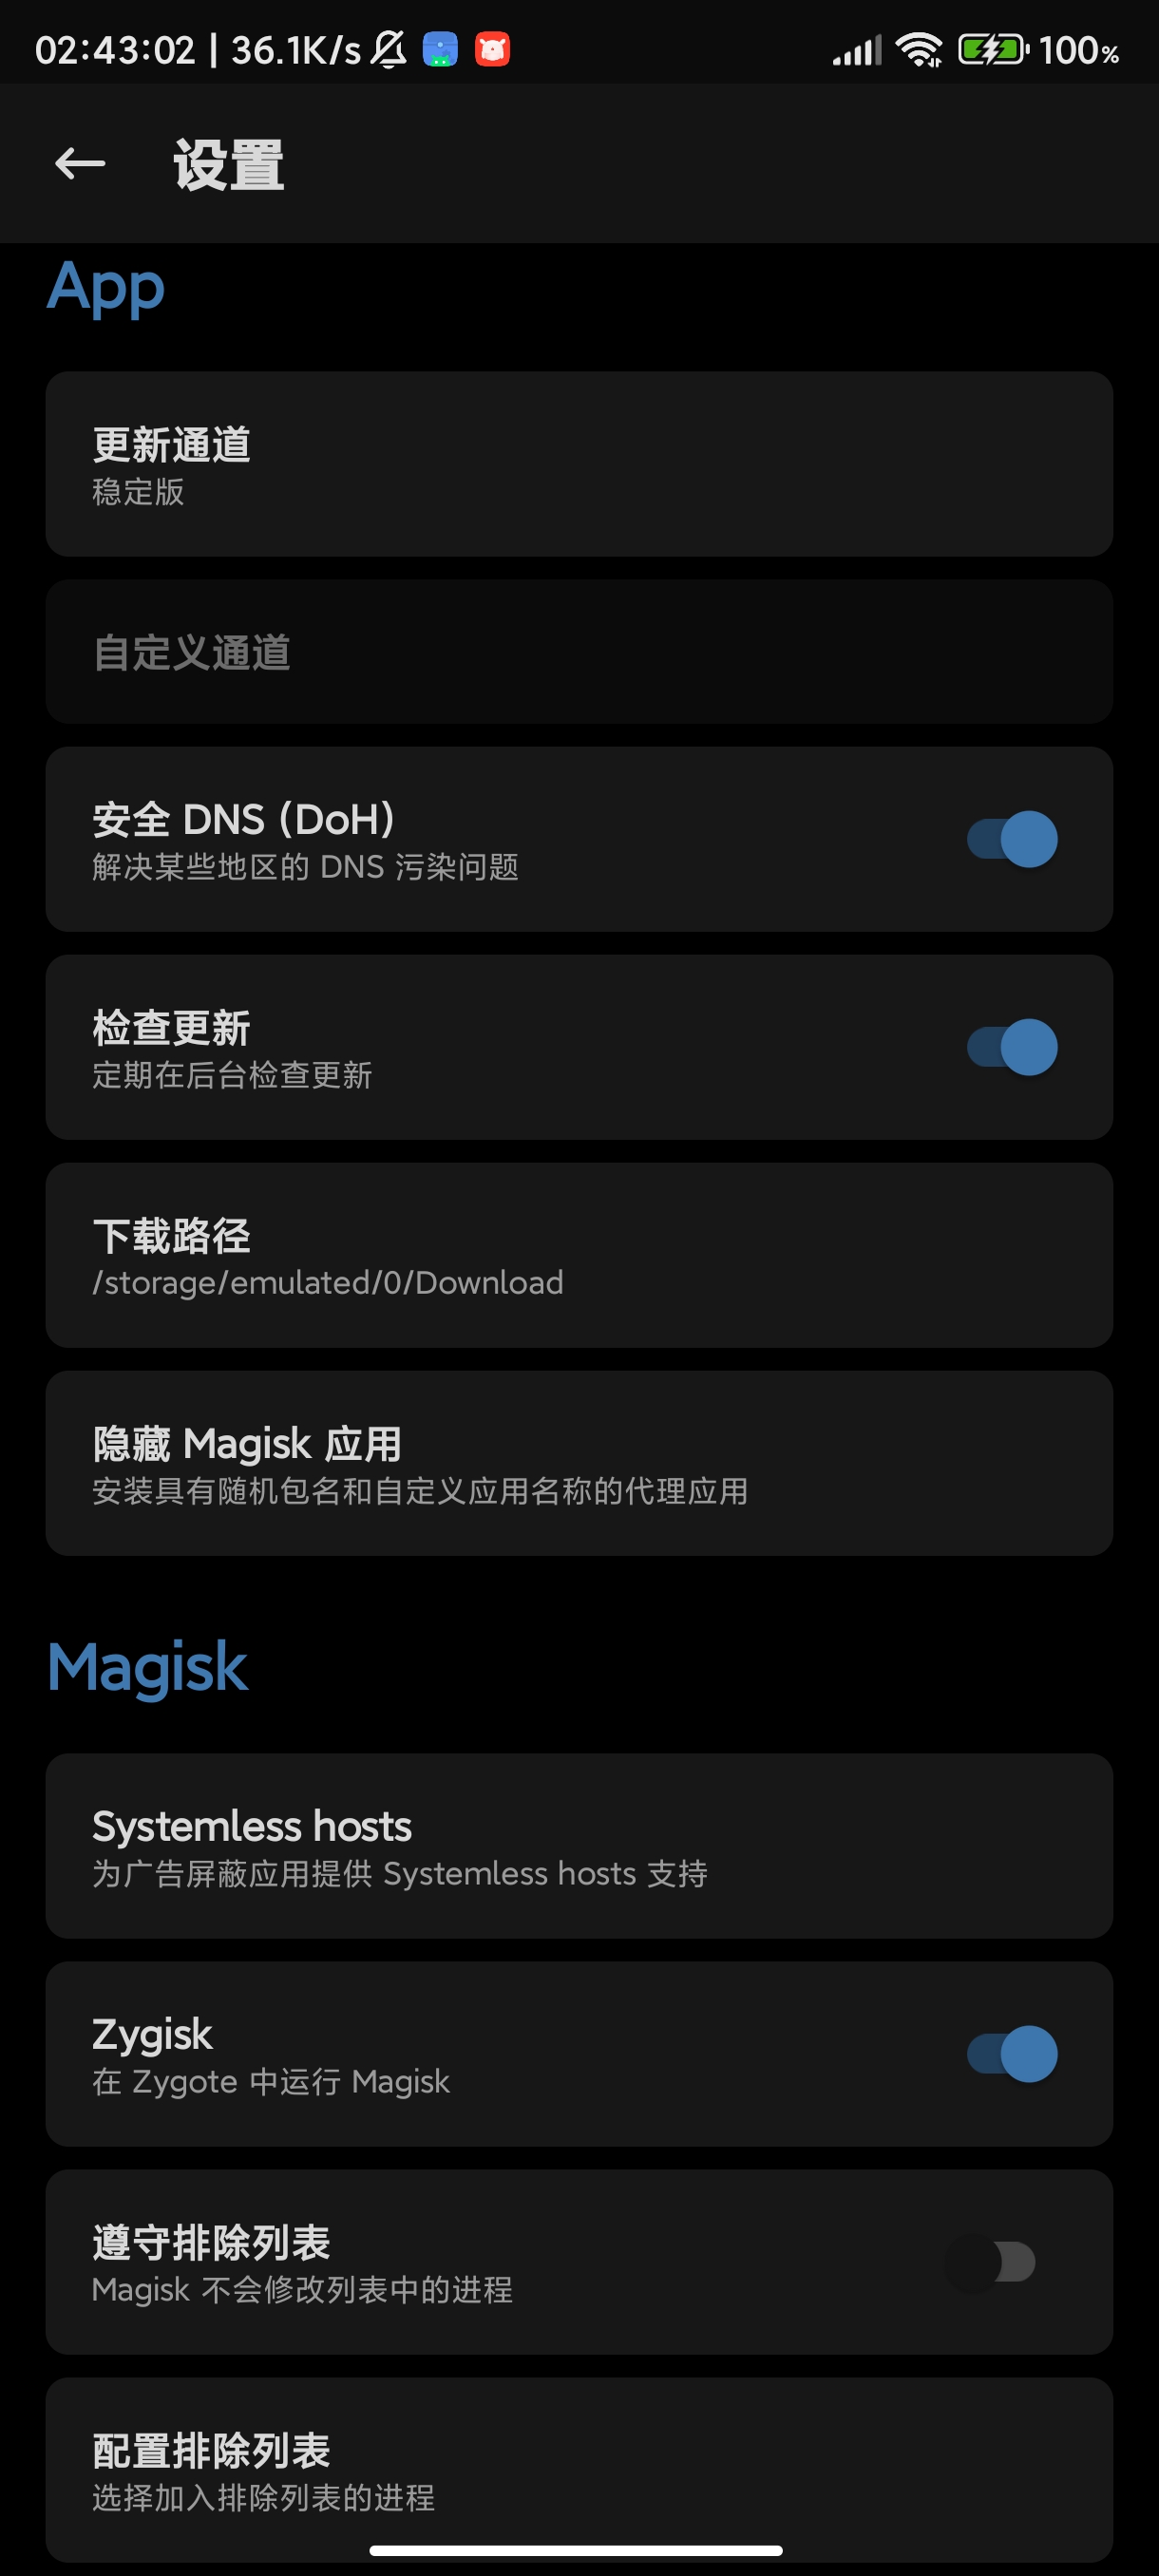 02:43:02 | 36.1K/s
100%
设置
App
更新通道
稳定版
自定义通道
安全 DNS (DoH)
解决某些地区的 DNS 污染问题
检查更新
定期在后台检查更新
下载路径
/storage/emulated/0/Download
隐藏 Magisk 应用
安装具有随机包名和自定义应用名称的代理应用
Magisk
Systemless hosts
为广告屏蔽应用提供 Systemless hosts 支持
Zygisk
在 Zygote 中运行 Magisk
遵守排除列表
Magisk 不会修改列表中的进程
配置排除列表
选择加入排除列表的进程